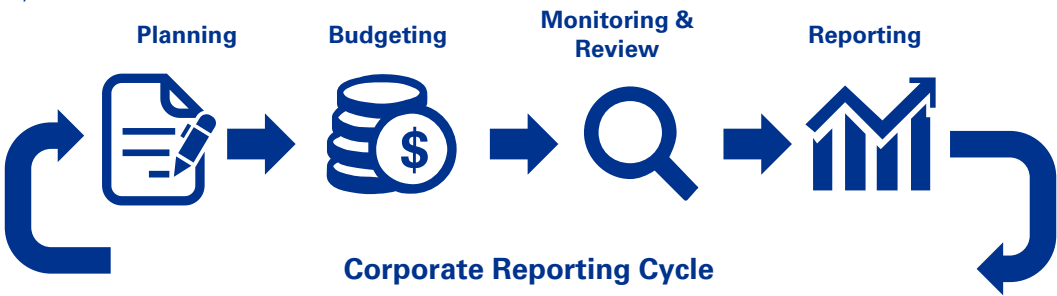 Planning
Budgeting
Monitoring &
Review
Reporting
$
Corporate Reporting Cycle